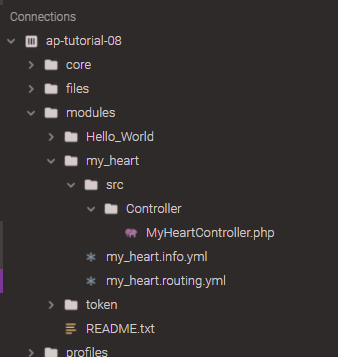 Connections
ap-tutorial-08
core
files
modules
Hello_World
my_heart
src
Controller
MyHeartController.php
my_heart.info.yml
my_heart.routing.yml
token
README.txt
profiles